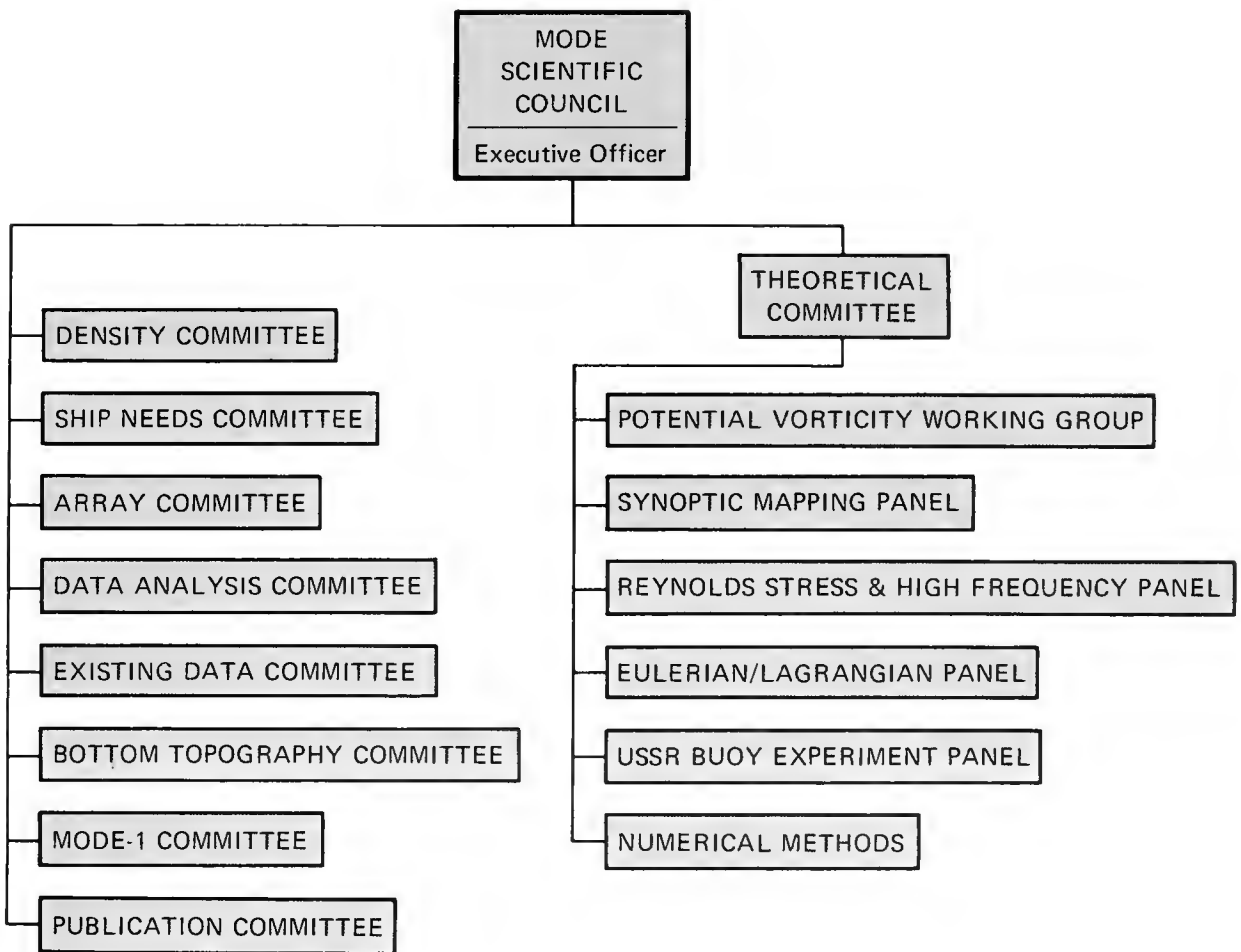 MODE
SCIENTIFIC
COUNCIL
Executive Officer
THEORETICAL
COMMITTEE
DENSITY COMMITTEE
SHIP NEEDS COMMITTEE
ARRAY COMMITTEE
DATA ANALYSIS COMMITTEE
EXISTING DATA COMMITTEE
BOTTOM TOPOGRAPHY COMMITTEE
MODE-1 COMMITTEE
PUBLICATION COMMITTEE
POTENTIAL VORTICITY WORKING GROUP
SYNOPTIC MAPPING PANEL
REYNOLDS STRESS & HIGH FREQUENCY PANEL
EULERIAN/LAGRANGIAN PANEL
USSR BUOY EXPERIMENT PANEL
NUMERICAL METHODS